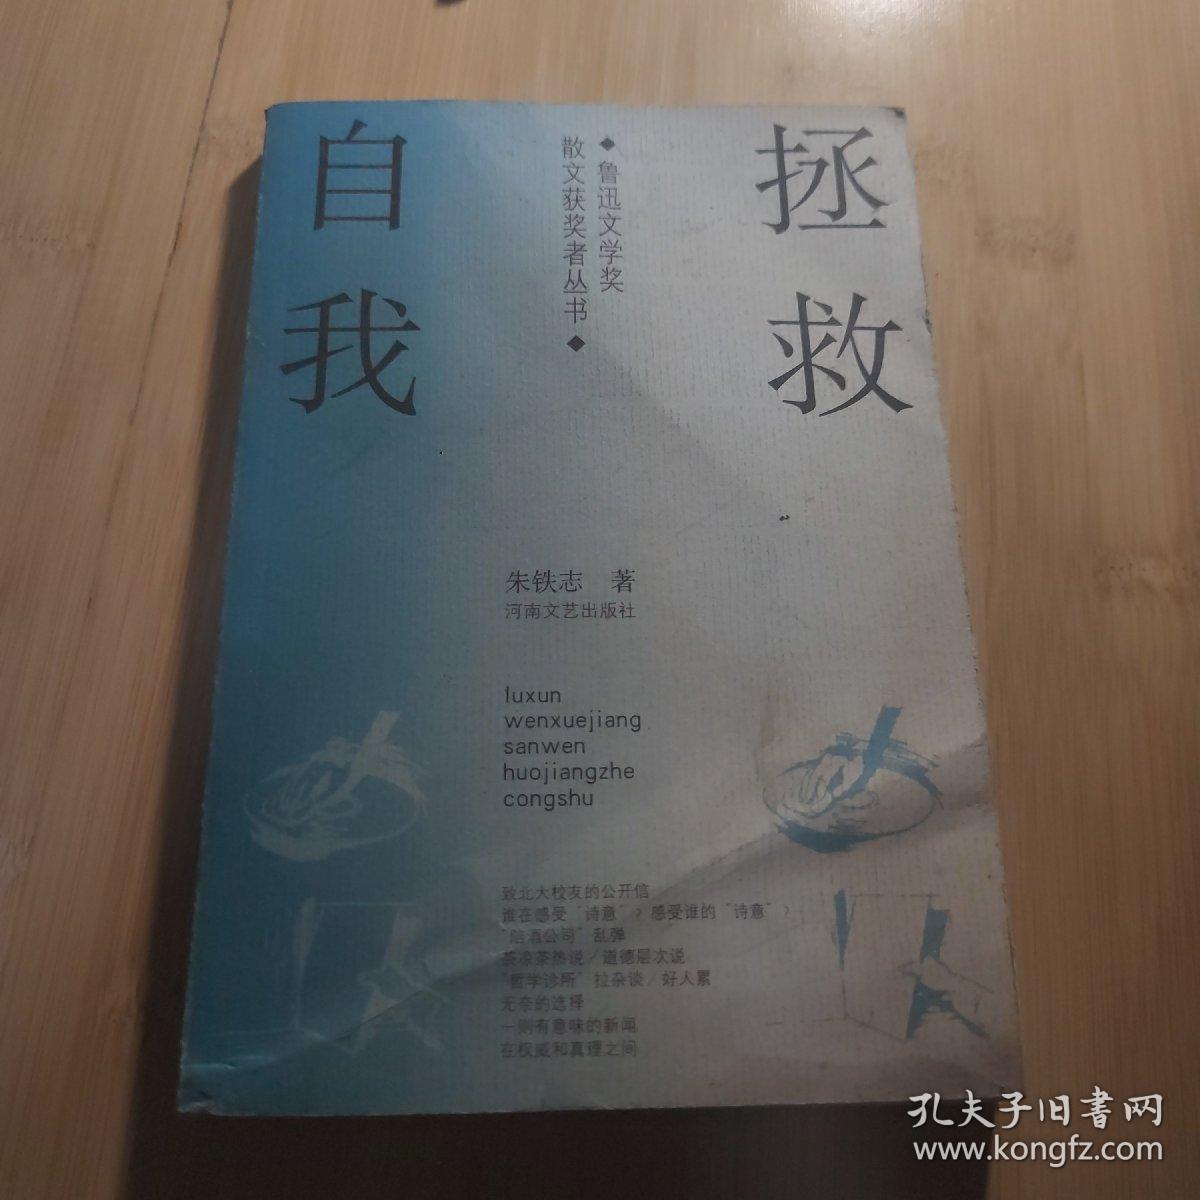 自我
拯救
◆鲁迅文学奖
散文获奖者丛书◆
朱铁志 著
河南文艺出版社
luxun
wenxuejiang
sanwen
huojiangzhe
congshu
致北大校友的公开信
谁在感受“诗意”？感受谁的“诗意”？
“陪酒公司”乱弹
茶凉茶热说／道德层次说
“哲学诊所”拉杂谈／好人累
无奈的选择
一则有意味的新闻
在权威和真理之间
孔夫子旧書网
www.kongfz.com